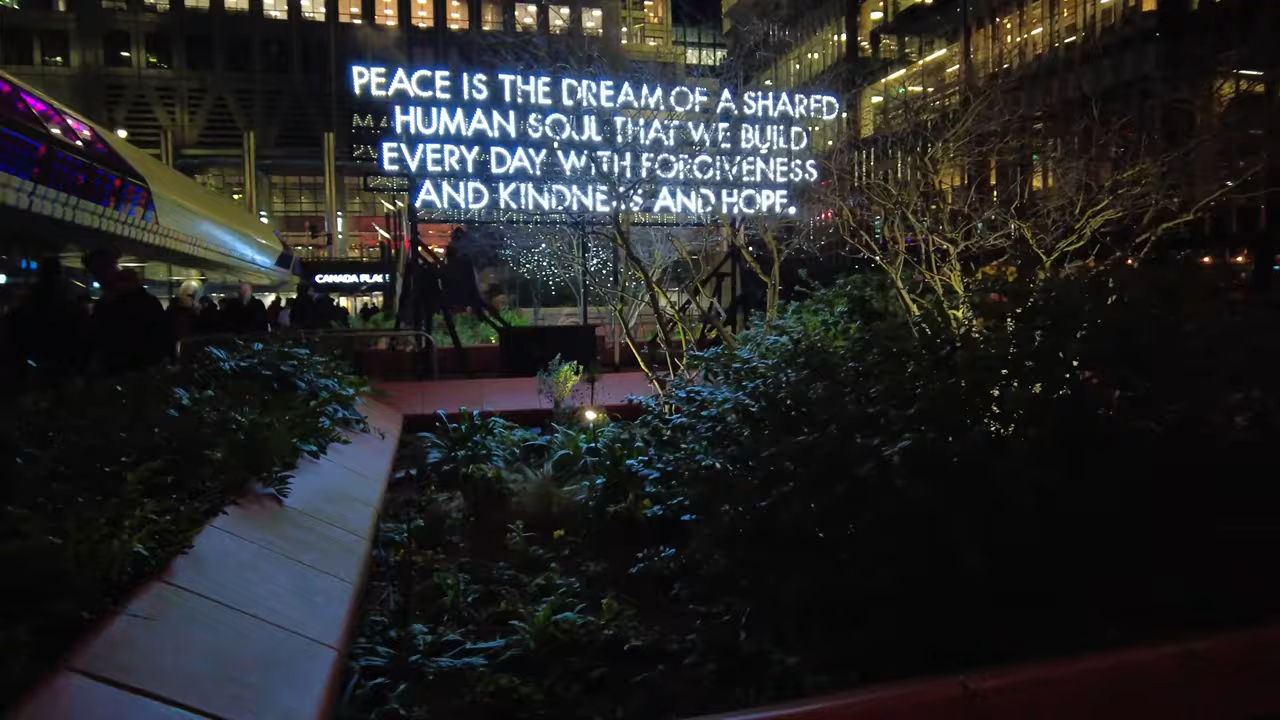 PEACE IS THE DREAM OF A SHARED
HUMAN SOUL THAT WE BUILD
EVERY DAY WITH FORGIVENESS
AND KINDNESS AND HOPE.
CANADA PLACE